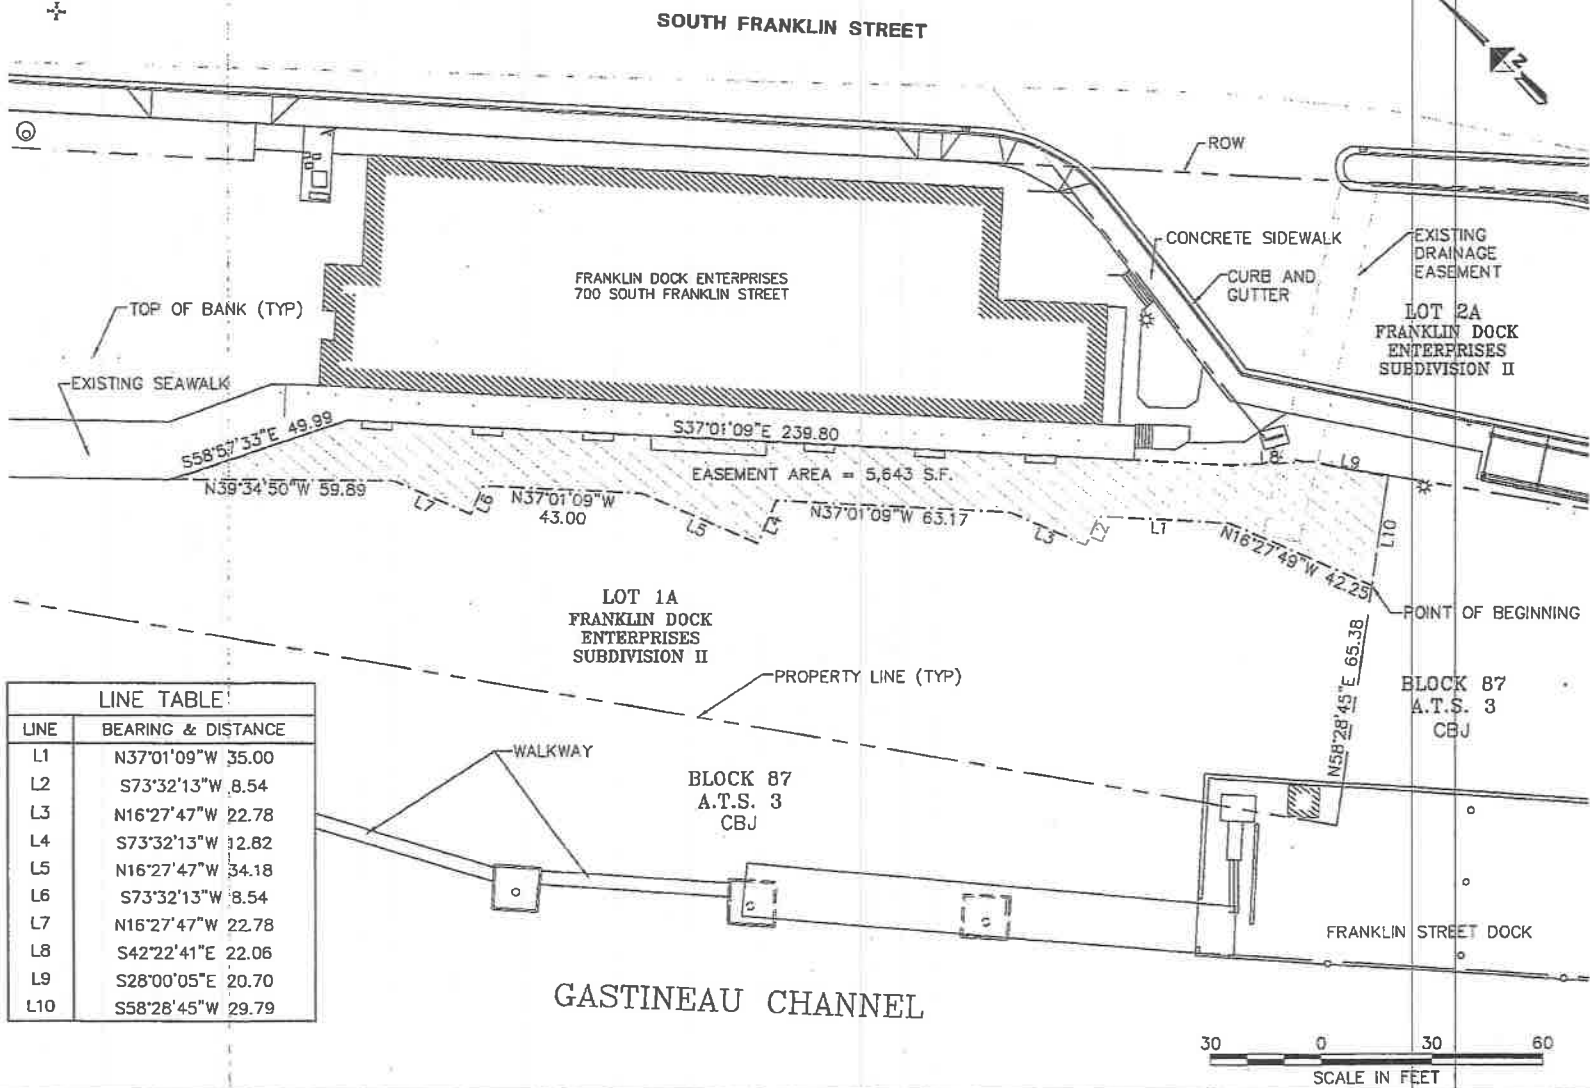 SOUTH FRANKLIN STREET
N
ROW
CONCRETE SIDEWALK
EXISTING
DRAINAGE
EASEMENT
CURB AND
GUTTER
FRANKLIN DOCK ENTERPRISES
700 SOUTH FRANKLIN STREET
TOP OF BANK (TYP)
LOT 2A
FRANKLIN DOCK
ENTERPRISES
SUBDIVISION II
EXISTING SEAWALK
S58°57'33"E 49.99
S37°01'09"E 239.80
L8
L9
EASEMENT AREA = 5,643 S.F.
N39°34'50"W 59.89
L7
L6
N37°01'09"W
43.00
L5
L4
N37°01'09"W 63.17
L3
L2
L1
N16°27'49"W 42.25
L10
POINT OF BEGINNING
LOT 1A
FRANKLIN DOCK
ENTERPRISES
SUBDIVISION II
PROPERTY LINE (TYP)
N58°28'45"E 65.38
BLOCK 87
A.T.S. 3
CBJ
LINE TABLE
LINE BEARING & DISTANCE
L1 N37°01'09"W 35.00
L2 S73°32'13"W 8.54
L3 N16°27'47"W 22.78
L4 S73°32'13"W 12.82
L5 N16°27'47"W 34.18
L6 S73°32'13"W 8.54
L7 N16°27'47"W 22.78
L8 S42°22'41"E 22.06
L9 S28°00'05"E 20.70
L10 S58°28'45"W 29.79
WALKWAY
BLOCK 87
A.T.S. 3
CBJ
FRANKLIN STREET DOCK
GASTINEAU CHANNEL
30 0 30 60
SCALE IN FEET